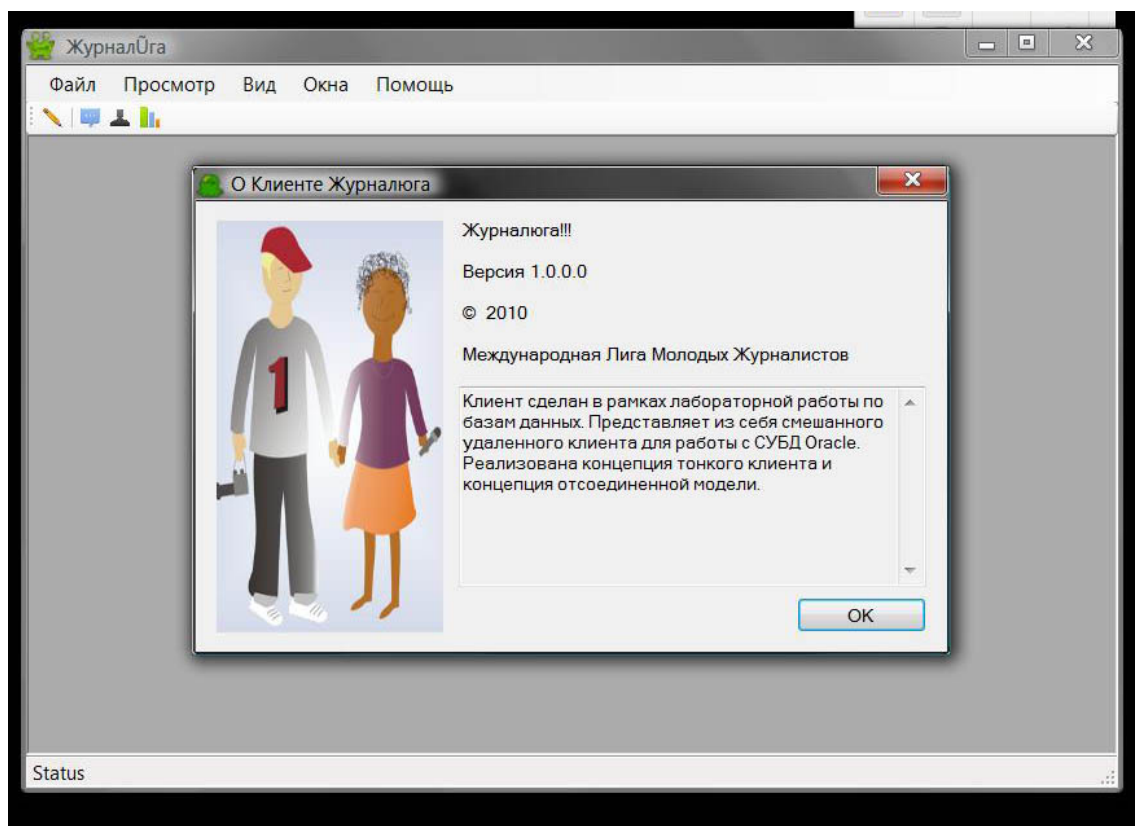 ЖурналŨга
Файл Просмотр Вид Окна Помощь
О Клиенте Журналюга
Журналюга!!!
Версия 1.0.0.0
© 2010
Международная Лига Молодых Журналистов
Клиент сделан в рамках лабораторной работы по
базам данных. Представляет из себя смешанного
удаленного клиента для работы с СУБД Oracle.
Реализована концепция тонкого клиента и
концепция отсоединенной модели.
1
OK
Status